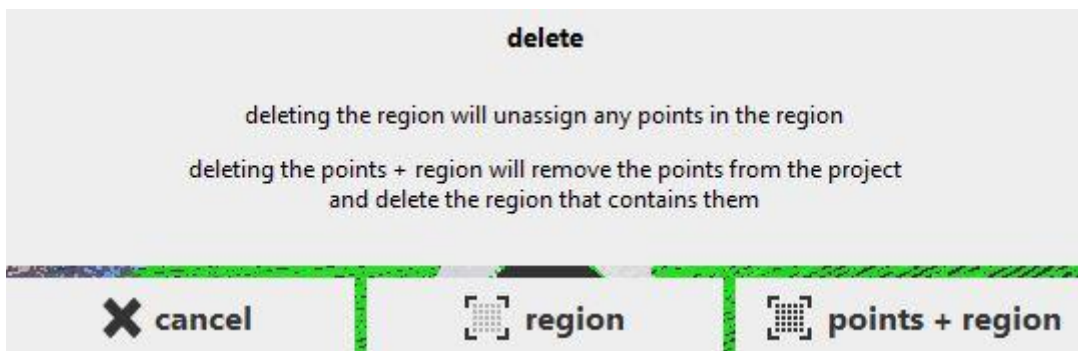 delete
deleting the region will unassign any points in the region
deleting the points + region will remove the points from the project
and delete the region that contains them
cancel
region
points + region